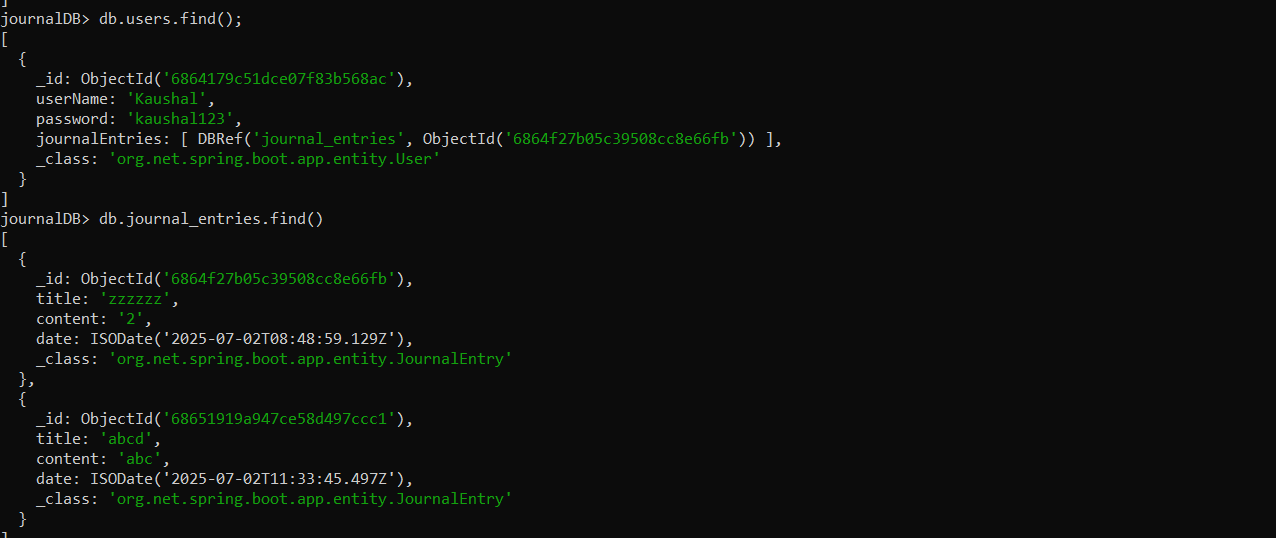 ]
journalDB> db.users.find();
[
  {
    _id: ObjectId('6864179c51dce07f83b568ac'),
    userName: 'Kaushal',
    password: 'kaushal123',
    journalEntries: [ DBRef('journal_entries', ObjectId('6864f27b05c39508cc8e66fb')) ],
    _class: 'org.net.spring.boot.app.entity.User'
  }
]
journalDB> db.journal_entries.find()
[
  {
    _id: ObjectId('6864f27b05c39508cc8e66fb'),
    title: 'zzzzzz',
    content: '2',
    date: ISODate('2025-07-02T08:48:59.129Z'),
    _class: 'org.net.spring.boot.app.entity.JournalEntry'
  },
  {
    _id: ObjectId('68651919a947ce58d497ccc1'),
    title: 'abcd',
    content: 'abc',
    date: ISODate('2025-07-02T11:33:45.497Z'),
    _class: 'org.net.spring.boot.app.entity.JournalEntry'
  }
]